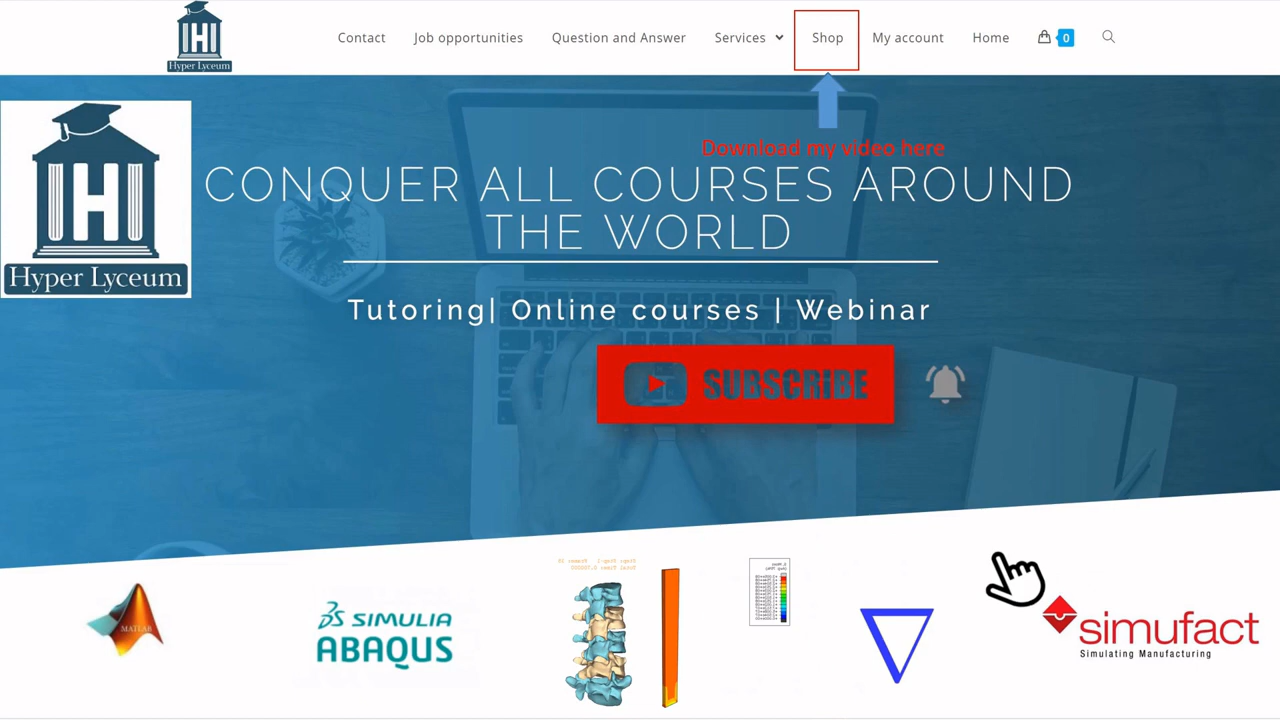 Hyper Lyceum
Contact
Job opportunities
Question and Answer
Services
Shop
My account
Home
0
Download my video here
Hyper Lyceum
CONQUER ALL COURSES AROUND
THE WORLD
Tutoring| Online courses | Webinar
SUBSCRIBE
MATLAB
SIMULIA
ABAQUS
simufact
Simulating Manufacturing